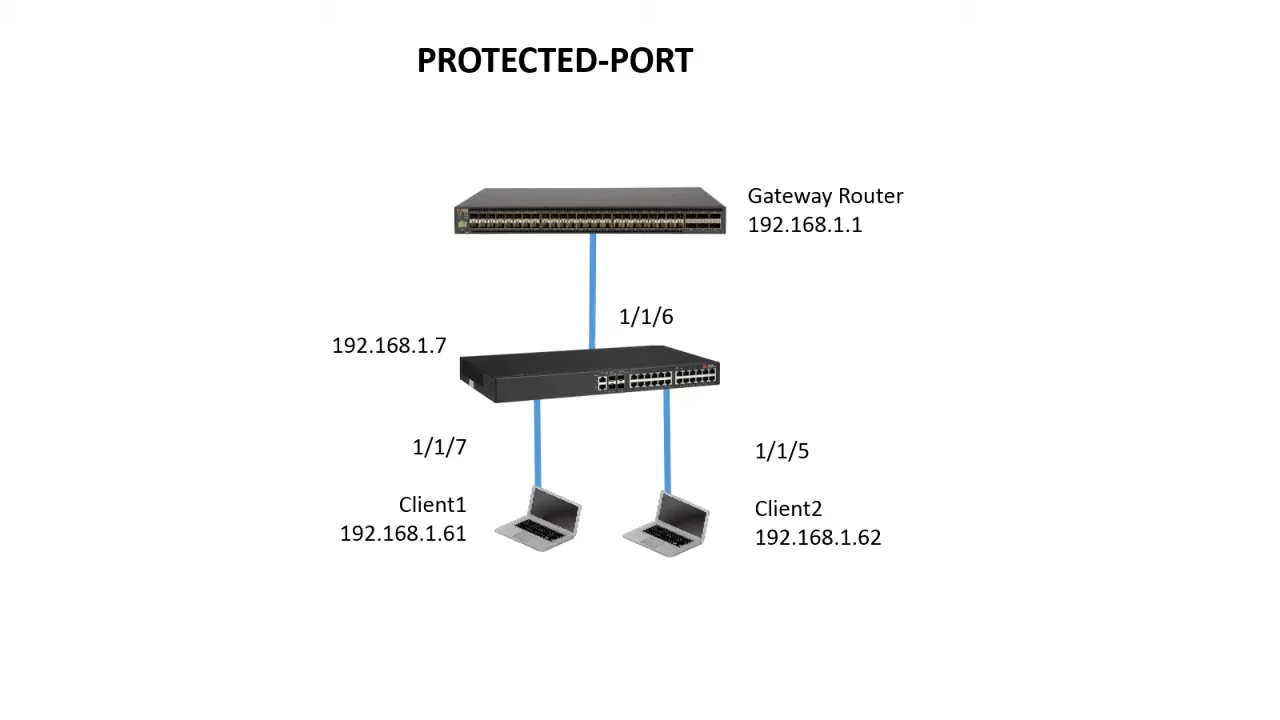 PROTECTED-PORT
Gateway Router
192.168.1.1
1/1/6
192.168.1.7
1/1/7
1/1/5
Client1
192.168.1.61
Client2
192.168.1.62